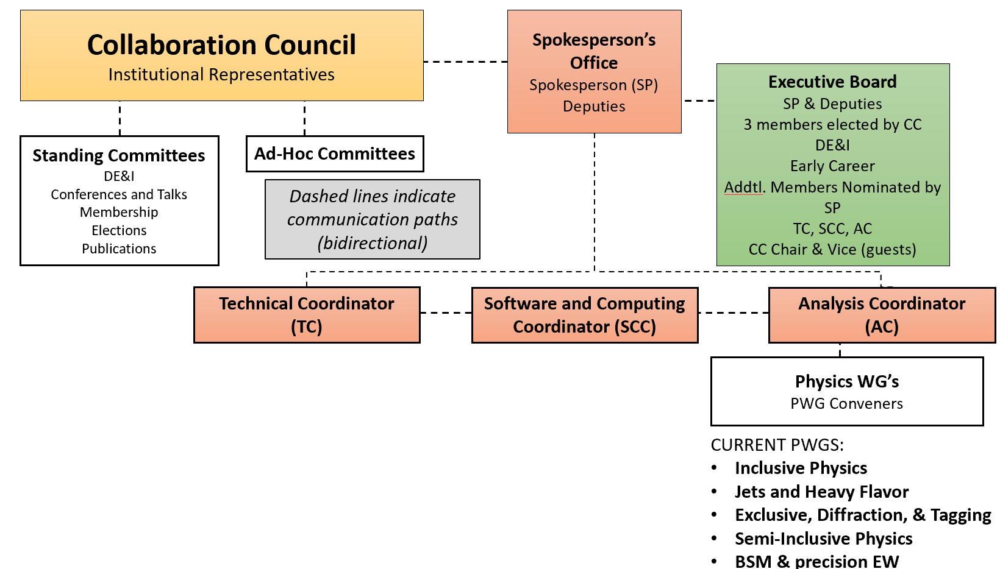 Collaboration Council
Institutional Representatives
Spokesperson’s
Office
Spokesperson (SP)
Deputies
Executive Board
SP & Deputies
3 members elected by CC
DE&I
Early Career
Addtl. Members Nominated by
SP
TC, SCC, AC
CC Chair & Vice (guests)
Standing Committees
DE&I
Conferences and Talks
Membership
Elections
Publications
Ad-Hoc Committees
Dashed lines indicate
communication paths
(bidirectional)
Technical Coordinator
(TC)
Software and Computing
Coordinator (SCC)
Analysis Coordinator
(AC)
Physics WG’s
PWG Conveners
CURRENT PWGS:
• Inclusive Physics
• Jets and Heavy Flavor
• Exclusive, Diffraction, & Tagging
• Semi-Inclusive Physics
• BSM & precision EW